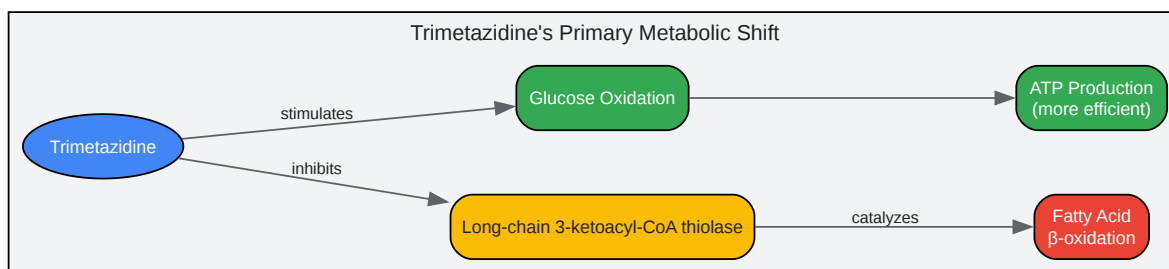 Trimetazidine's Primary Metabolic Shift
Trimetazidine
stimulates
Glucose Oxidation
ATP Production
(more efficient)
inhibits
Long-chain 3-ketoacyl-CoA thiolase
catalyzes
Fatty Acid
β-oxidation